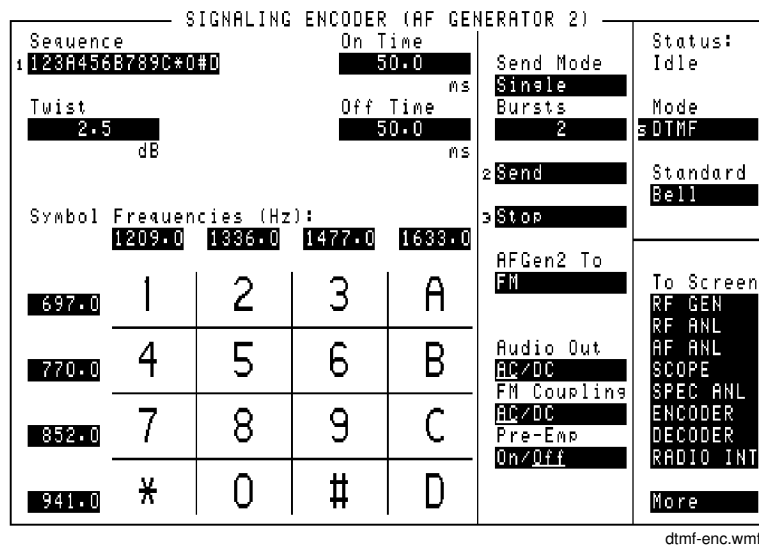 SIGNALING ENCODER (AF GENERATOR 2)
Sequence
1 123A456B789C*0#D
On Time
50.0
ms
Twist
2.5
dB
Off Time
50.0
ms
Symbol Frequencies (Hz):
1209.0 1336.0 1477.0 1633.0
697.0 1 2 3 A
770.0 4 5 6 B
852.0 7 8 9 C
941.0 * 0 # D
Send Mode
Single
Bursts
2
2 Send
3 Stop
AFGen2 To
FM
Audio Out
AC/DC
FM Coupling
AC/DC
Pre-Emp
On/Off
Status:
Idle
Mode
S DTMF
Standard
Bell
To Screen
RF GEN
RF ANL
AF ANL
SCOPE
SPEC ANL
ENCODER
DECODER
RADIO INT
More
dtmf-enc.wmf